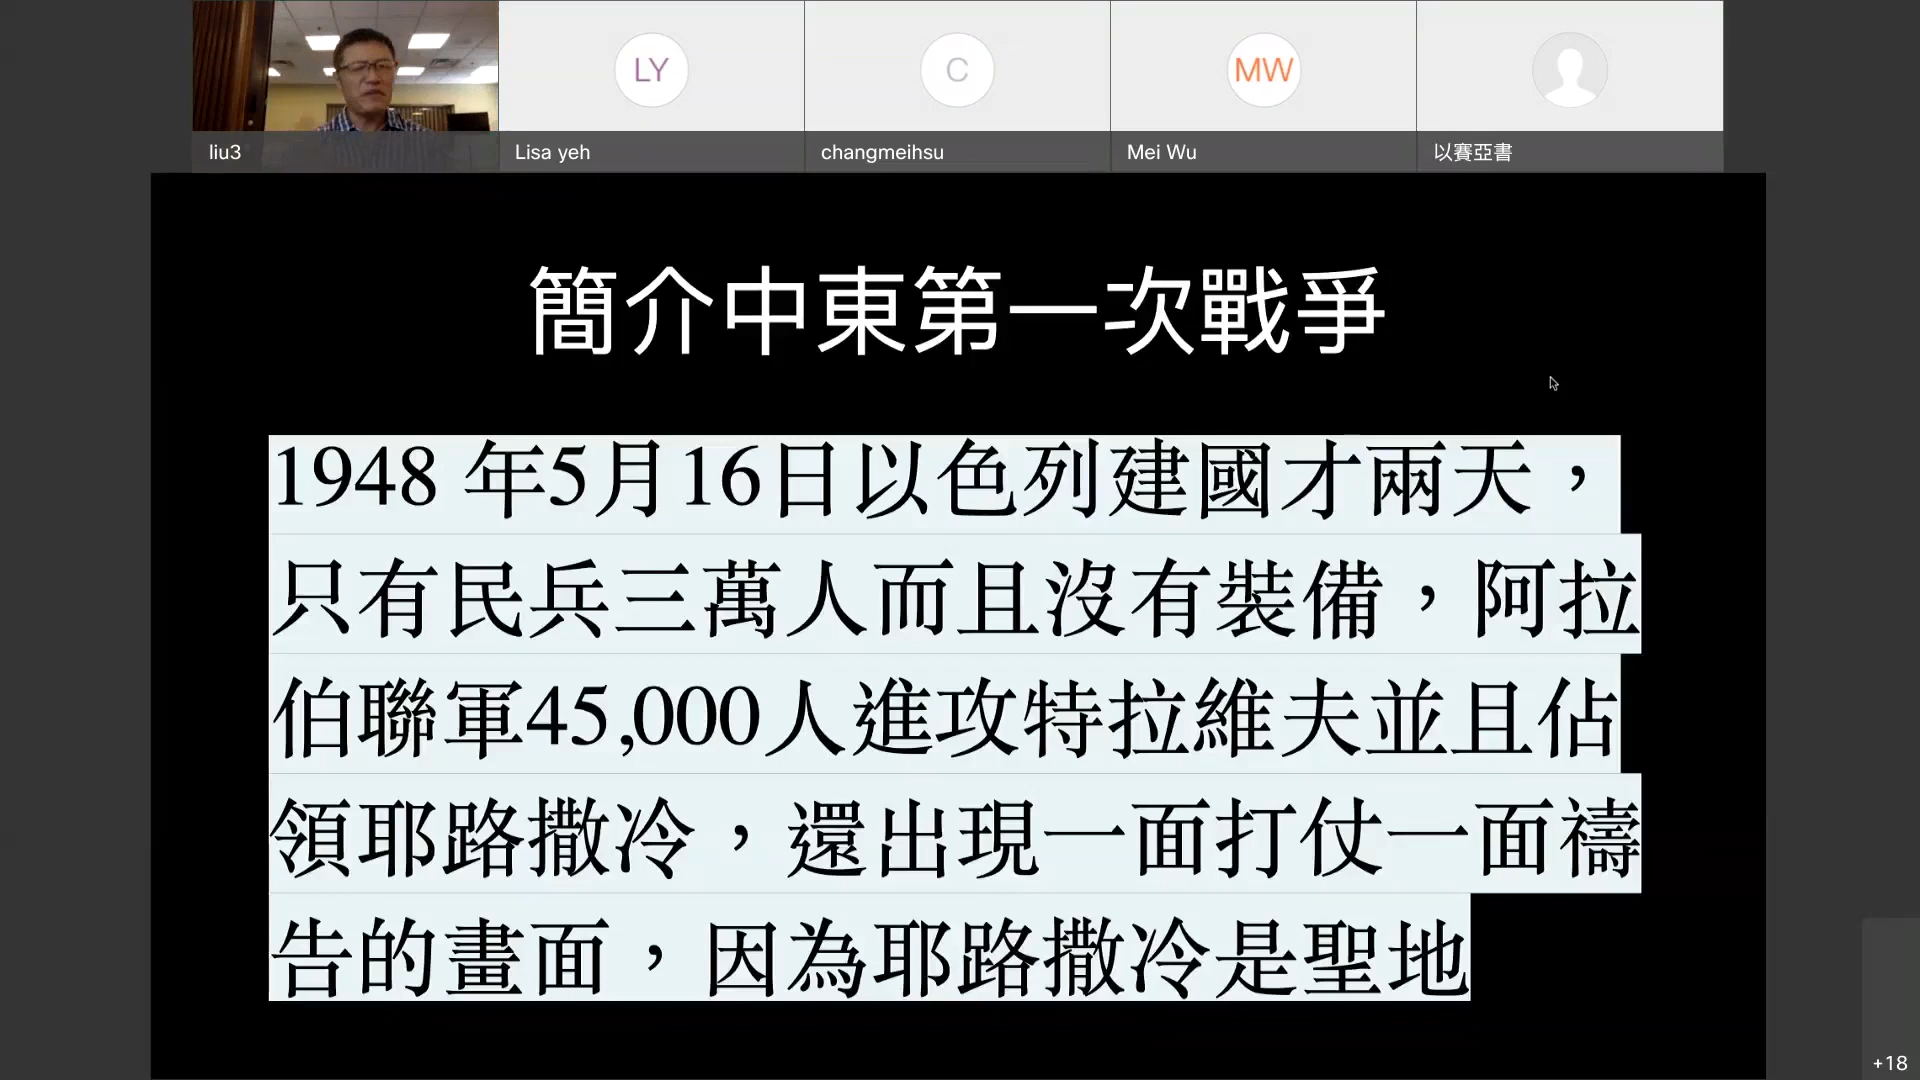 LY
C
MW
liu3
Lisa yeh
changmeihsu
Mei Wu
以賽亞書
簡介中東第一次戰爭
1948 年5月16日以色列建國才兩天，
只有民兵三萬人而且沒有裝備，阿拉
伯聯軍45,000人進攻特拉維夫並且佔
領耶路撒冷，還出現一面打仗一面禱
告的畫面，因為耶路撒冷是聖地
+18